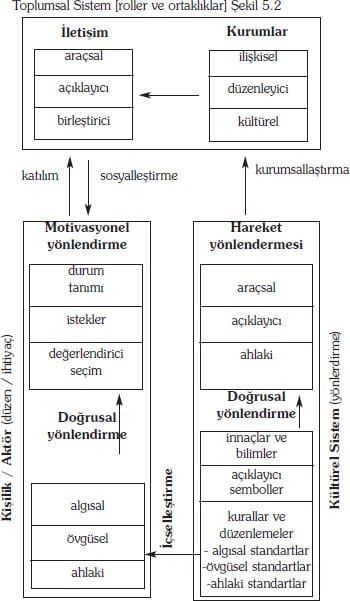 Toplumsal Sistem [roller ve ortaklıklar] Şekil 5.2
İletişim
araçsal
açıklayıcı
birleştirici
Kurumlar
ilişkisel
düzenleyici
kültürel
katılım
sosyalleştirme
kurumsallaştırma
Kişilik / Aktör (düzen / ihtiyaç)
Motivasyonel
yönlendirme
durum
tanımı
istekler
değerlendirici
seçim
Doğrusal
yönlendirme
algısal
övgüsel
ahlaki
İçselleştirme
Hareket
yönlendermesi
araçsal
açıklayıcı
ahlaki
Doğrusal
yönlendirme
innaçlar ve
bilimler
açıklayıcı
semboller
kurallar ve
düzenlemeler
- algısal standartlar
-övgüsel standartlar
-ahlaki standartlar
Kültürel Sistem (yönlerdirme)